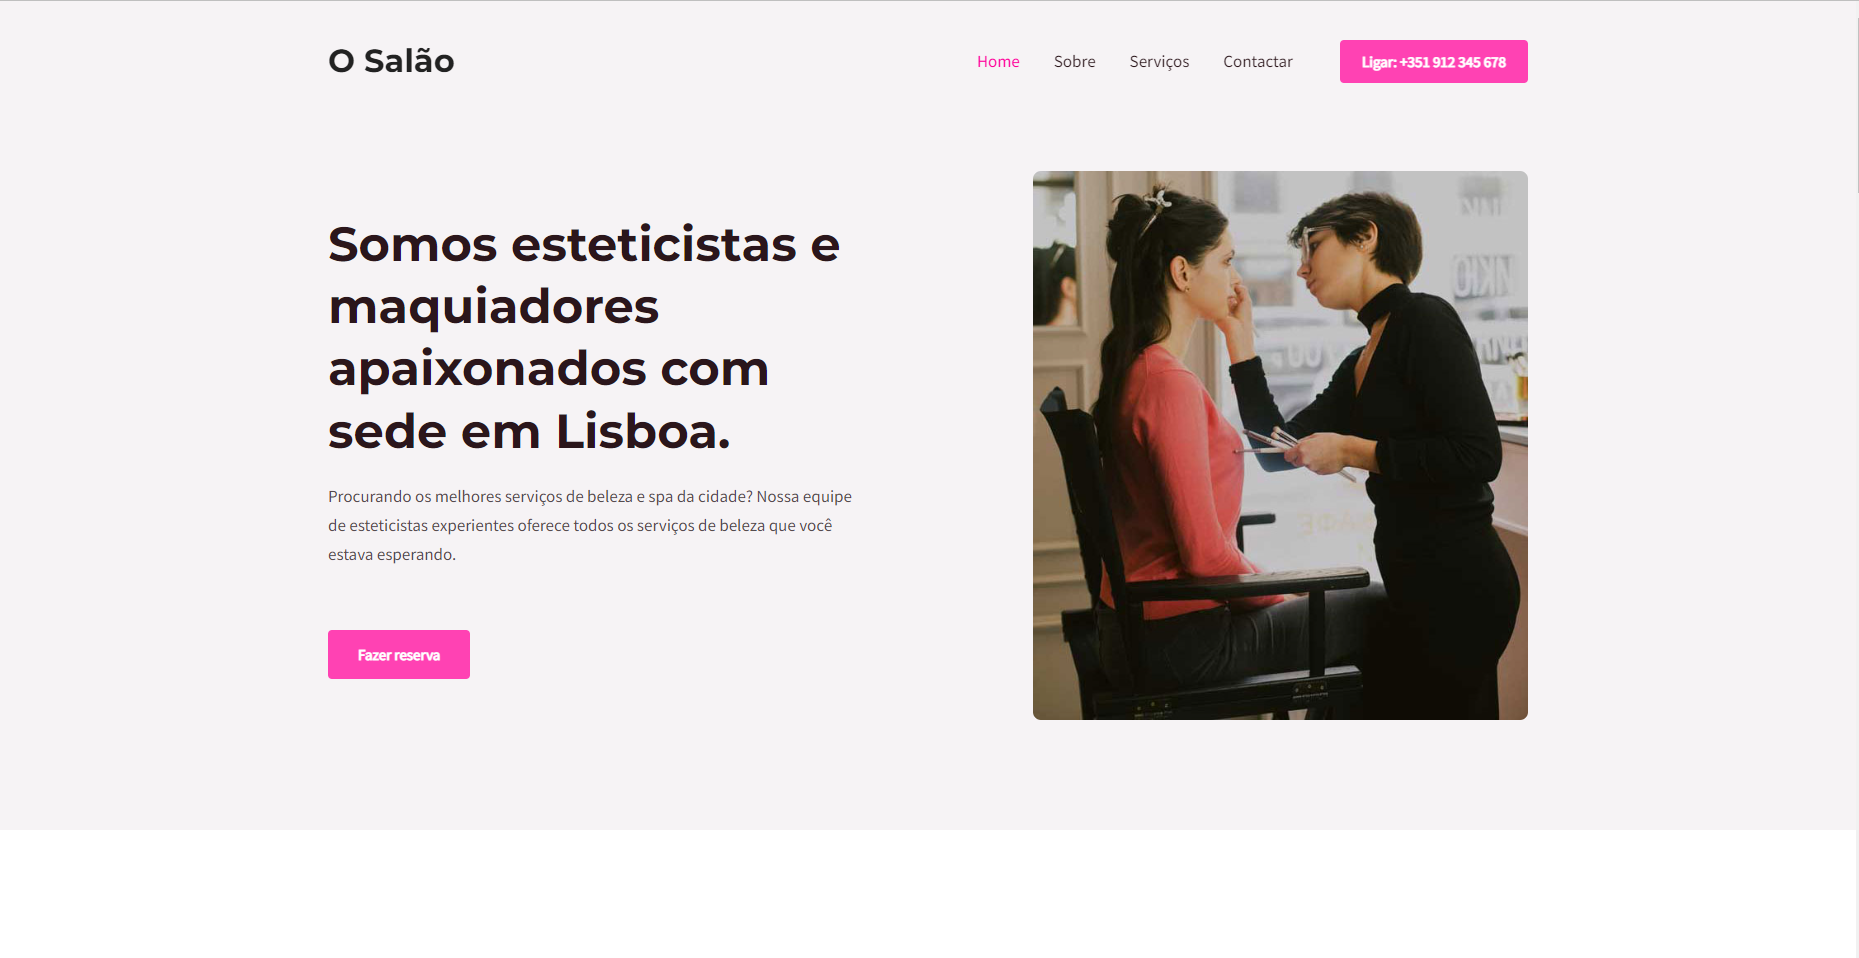 O Salão
Home Sobre Serviços Contactar Ligar: +351 912 345 678
Somos esteticistas e
maquiadores
apaixonados com
sede em Lisboa.
Procurando os melhores serviços de beleza e spa da cidade? Nossa equipe
de esteticistas experientes oferece todos os serviços de beleza que você
estava esperando.
Fazer reserva